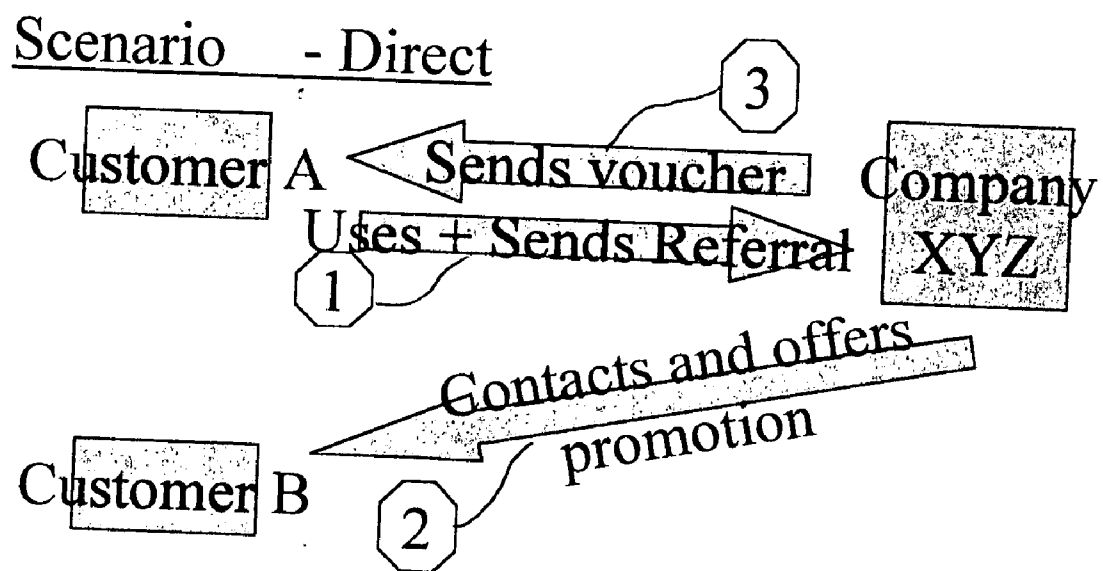 Scenario - Direct
3
Customer A
Sends voucher
Company
XYZ
Uses + Sends Referral
1
Contacts and offers
promotion
Customer B
2